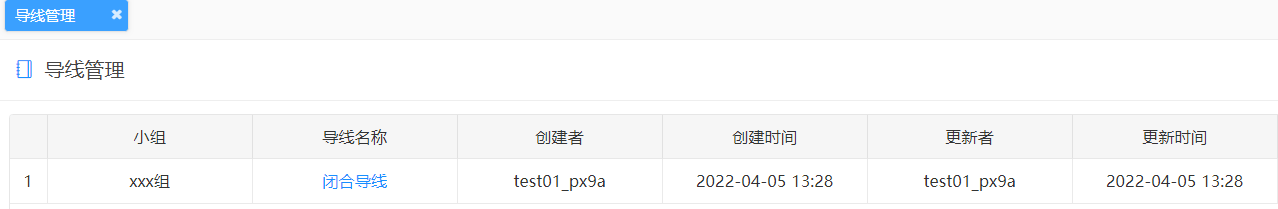 导线管理
导线管理
小组 导线名称 创建者 创建时间 更新者 更新时间
1 xxx组 闭合导线 test01_px9a 2022-04-05 13:28 test01_px9a 2022-04-05 13:28